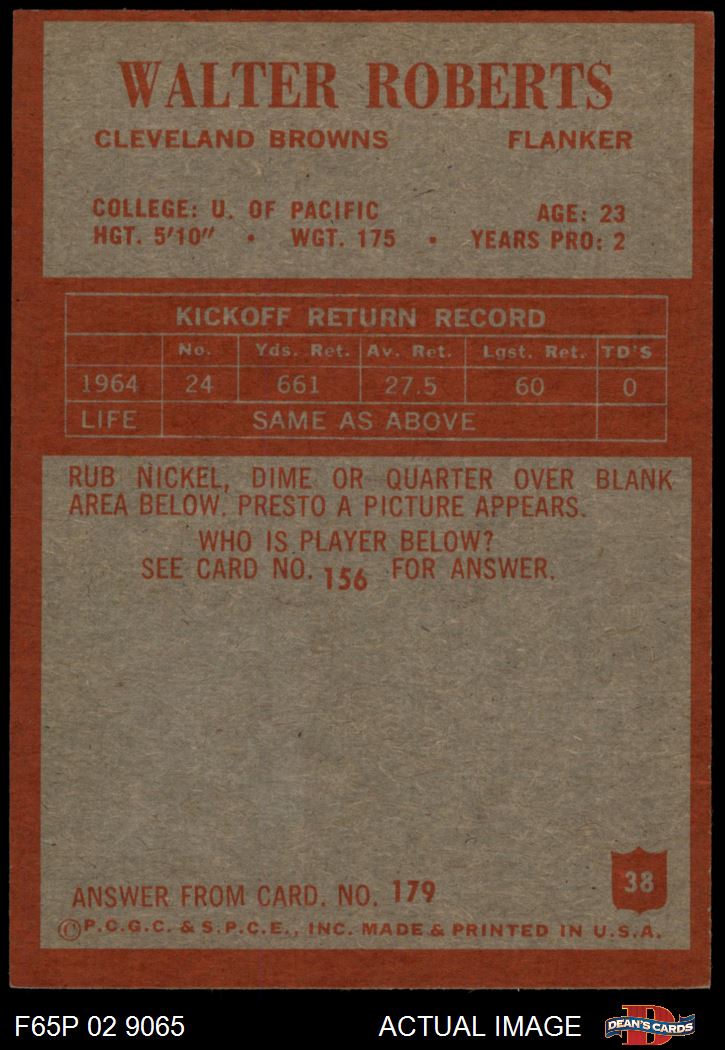 WALTER ROBERTS
CLEVELAND BROWNS FLANKER
COLLEGE: U. OF PACIFIC AGE: 23
HGT. 5'10" • WGT. 175 • YEARS PRO: 2
KICKOFF RETURN RECORD
No. Yds. Ret. Av. Ret. Lgst. Ret. TD'S
1964 24 661 27.5 60 0
LIFE SAME AS ABOVE
RUB NICKEL, DIME OR QUARTER OVER BLANK
AREA BELOW. PRESTO A PICTURE APPEARS.
WHO IS PLAYER BELOW?
SEE CARD NO. 156 FOR ANSWER.
38
ANSWER FROM CARD. NO. 179
©P.C.G.C. & S.P.C.E., INC. MADE & PRINTED IN U.S.A.
F65P 02 9065 ACTUAL IMAGE D DEAN'S CARDS